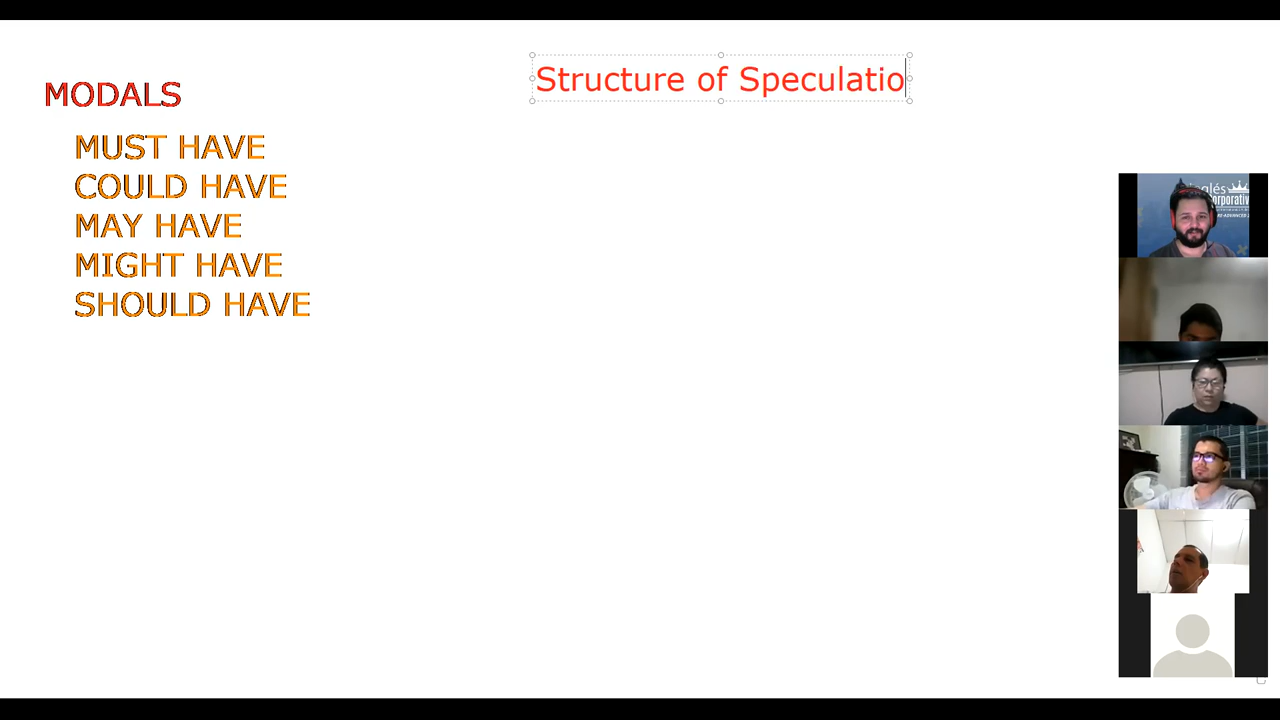 Structure of Speculatio
MODALS
MUST HAVE
COULD HAVE
MAY HAVE
MIGHT HAVE
SHOULD HAVE